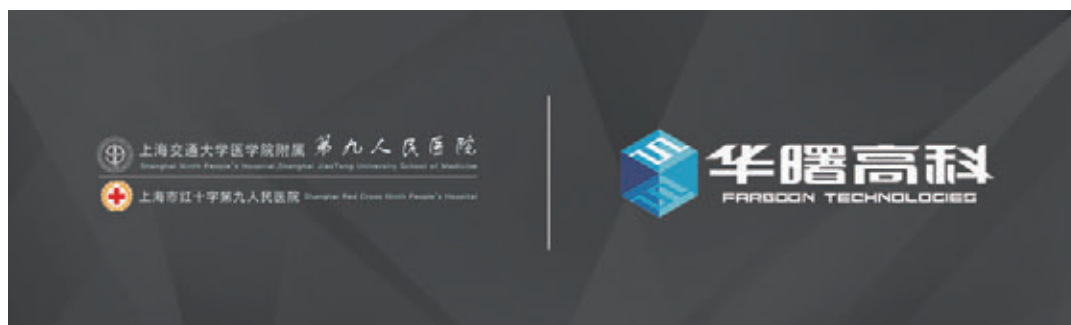 上海交通大学医学院附属 第九人民医院
Shanghai Ninth People's Hospital,Shanghai JiaoTong University School of Medicine
上海市红十字第九人民医院 Shanghai Red Cross Ninth People's Hospital
华曙高科
FARSOON TECHNOLOGIES